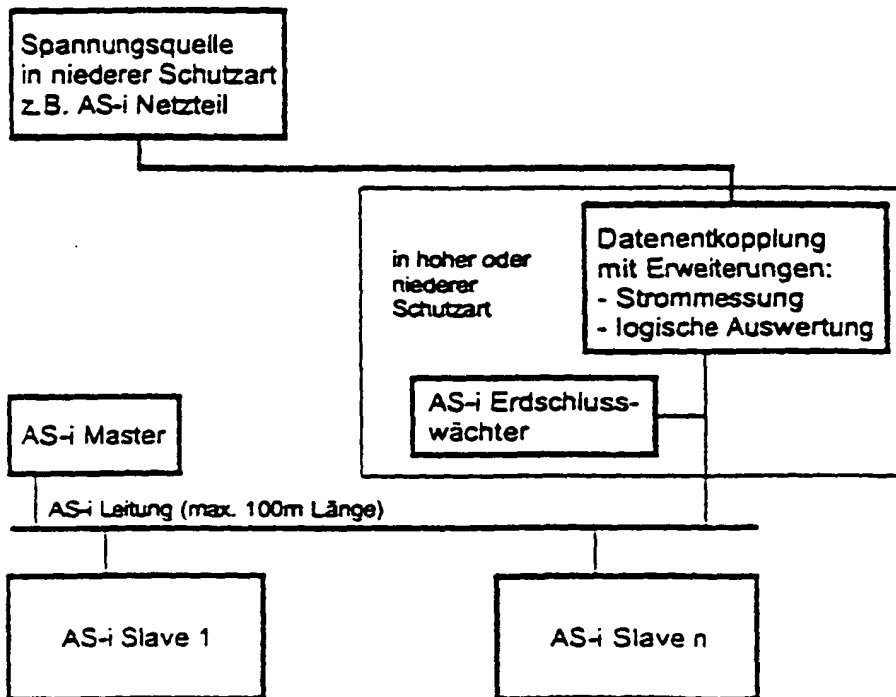 Spannungsquelle
in niederer Schutzart
z.B. AS-i Netzteil
in hoher oder
niederer
Schutzart
Datenentkopplung
mit Erweiterungen:
- Strommessung
- logische Auswertung
AS-i Erdschluss-
wächter
AS-i Master
AS-i Leitung (max. 100m Länge)
AS-i Slave 1
AS-i Slave n